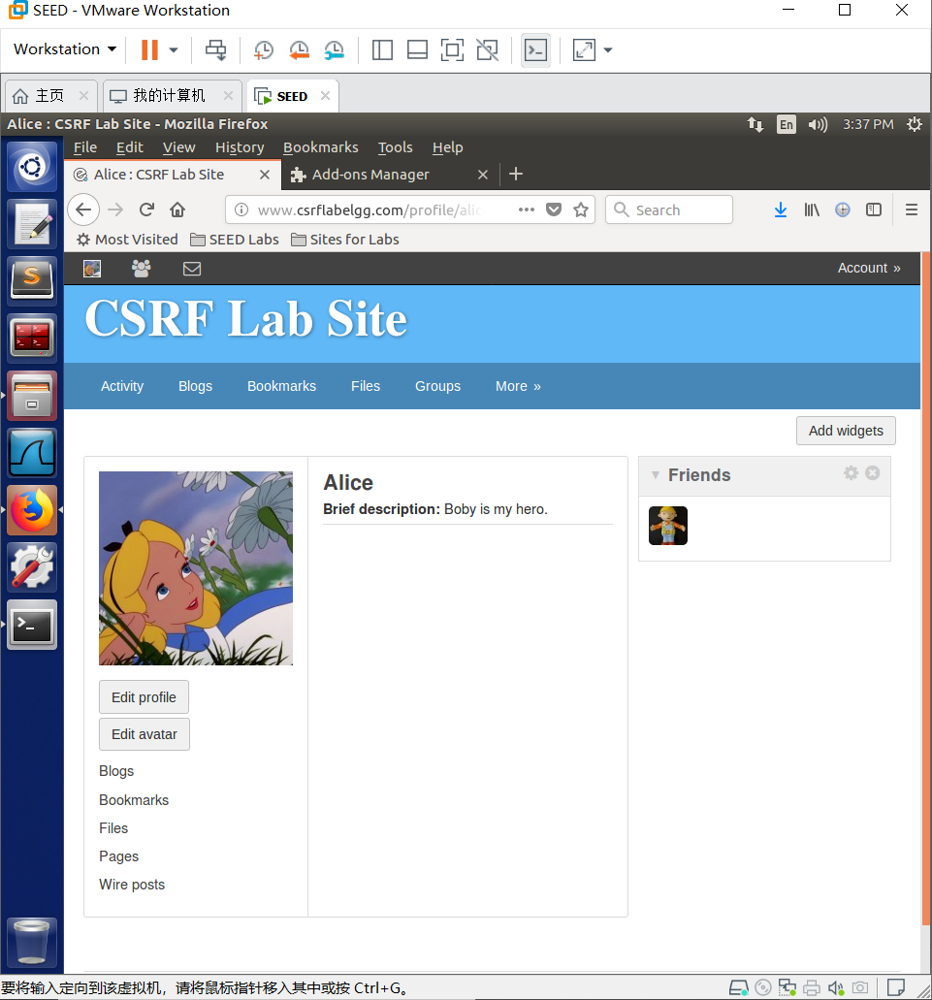 SEED - VMware Workstation
Workstation
主页
我的计算机
SEED
Alice : CSRF Lab Site - Mozilla Firefox
En
3:37 PM
File Edit View History Bookmarks Tools Help
Alice : CSRF Lab Site
Add-ons Manager
www.csrflabelgg.com/profile/alic
Search
Most Visited
SEED Labs
Sites for Labs
Account »
CSRF Lab Site
Activity Blogs Bookmarks Files Groups More »
Add widgets
Alice
Brief description: Boby is my hero.
Friends
Edit profile
Edit avatar
Blogs
Bookmarks
Files
Pages
Wire posts
要将输入定向到该虚拟机，请将鼠标指针移入其中或按 Ctrl+G。